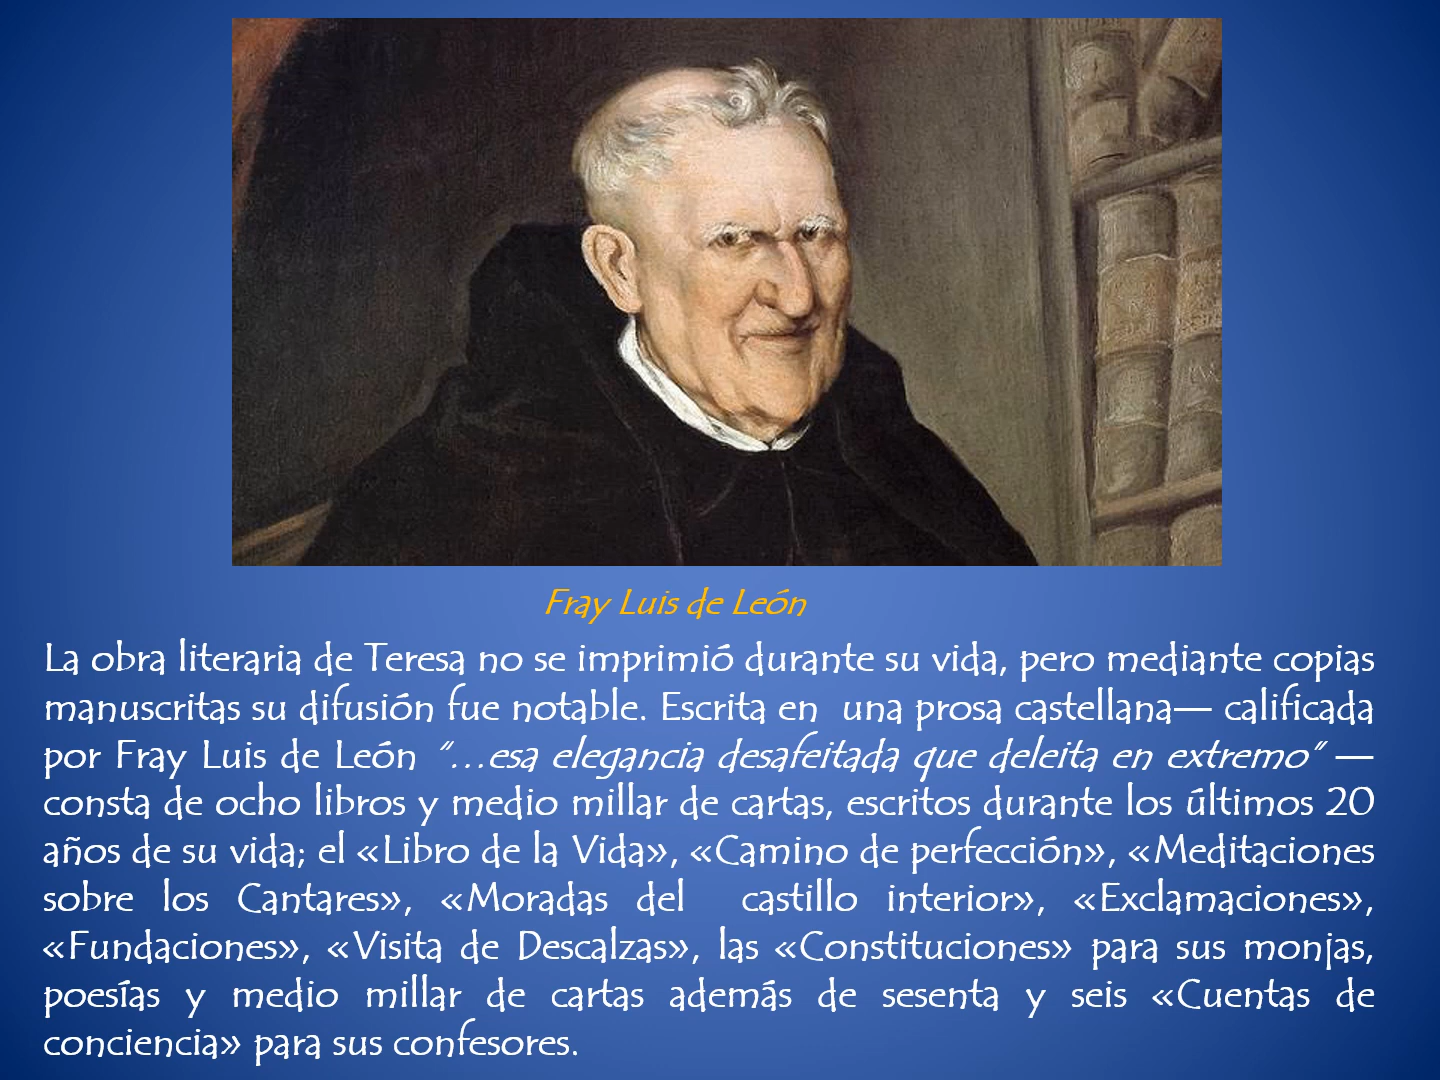 Fray Luis de León
La obra literaria de Teresa no se imprimió durante su vida, pero mediante copias
manuscritas su difusión fue notable. Escrita en una prosa castellana— calificada
por Fray Luis de León “…esa elegancia desafeitada que deleita en extremo” —
consta de ocho libros y medio millar de cartas, escritos durante los últimos 20
años de su vida; el «Libro de la Vida», «Camino de perfección», «Meditaciones
sobre los Cantares», «Moradas del castillo interior», «Exclamaciones»,
«Fundaciones», «Visita de Descalzas», las «Constituciones» para sus monjas,
poesías y medio millar de cartas además de sesenta y seis «Cuentas de
conciencia» para sus confesores.